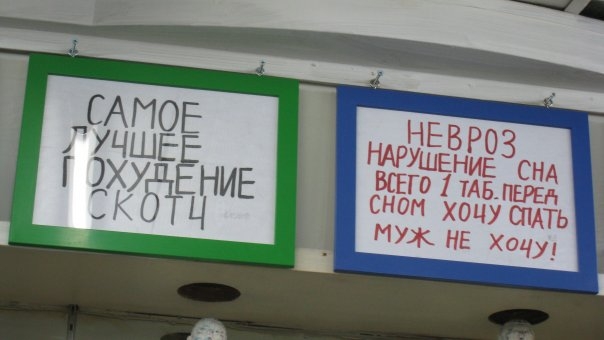 САМОЕ
ЛУЧШЕЕ
ПОХУДЕНИЕ
СКОТЧ
НЕВРОЗ
НАРУШЕНИЕ СНА
ВСЕГО 1 ТАБ. ПЕРЕД
СНОМ ХОЧУ СПАТЬ
МУЖ НЕ ХОЧУ!